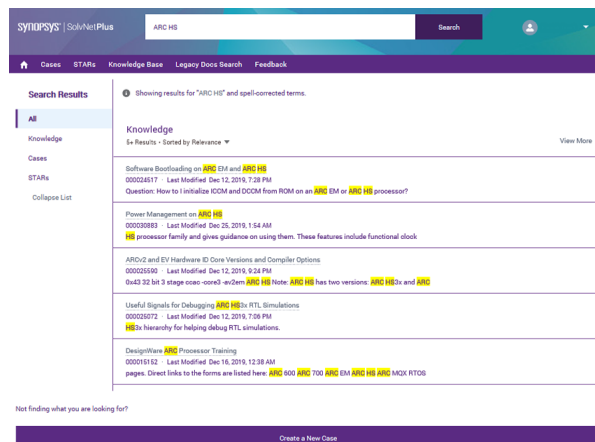 SYNOPSYS® | SolvNetPlus
ARC HS
Search
Cases STARs Knowledge Base Legacy Docs Search Feedback
Search Results
All
Knowledge
Cases
STARs
Collapse List
Showing results for "ARC HS" and spell-corrected terms.
Knowledge
5+ Results • Sorted by Relevance ▼
View More
Software Bootloading on ARC EM and ARC HS
000024517 · Last Modified Dec 12, 2019, 7:28 PM
Question: How to I initialize ICCM and DCCM from ROM on an ARC EM or ARC HS processor?
Power Management on ARC HS
000030883 · Last Modified Dec 25, 2019, 1:54 AM
HS processor family and gives guidance on using them. These features include functional clock
ARCv2 and EV Hardware ID Core Versions and Compiler Options
000025590 · Last Modified Dec 12, 2019, 9:24 PM
0x43 32 bit 3 stage ccac -core3 -av2em ARC HS Note: ARC HS has two versions: ARC HS3x and ARC
Useful Signals for Debugging ARC HS3x RTL Simulations
000025072 · Last Modified Dec 12, 2019, 7:06 PM
HS3x hierarchy for helping debug RTL simulations.
DesignWare ARC Processor Training
000015152 · Last Modified Dec 16, 2019, 12:38 AM
pages. Direct links to the forms are listed here: ARC 600 ARC 700 ARC EM ARC HS ARC MQX RTOS
Not finding what you are looking for?
Create a New Case